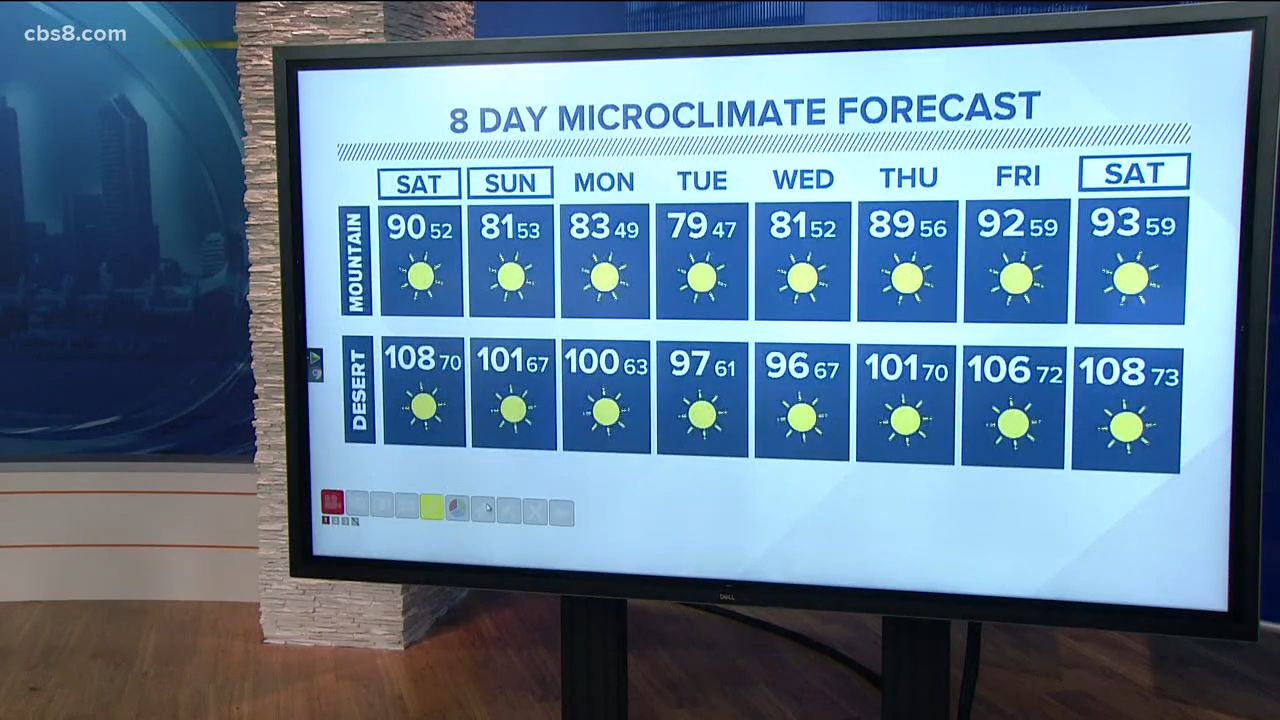 cbs8.com
8 DAY MICROCLIMATE FORECAST
SAT SUN MON TUE WED THU FRI SAT
MOUNTAIN
90 52 81 53 83 49 79 47 81 52 89 56 92 59 93 59
DESERT
108 70 101 67 100 63 97 61 96 67 101 70 106 72 108 73
DELL